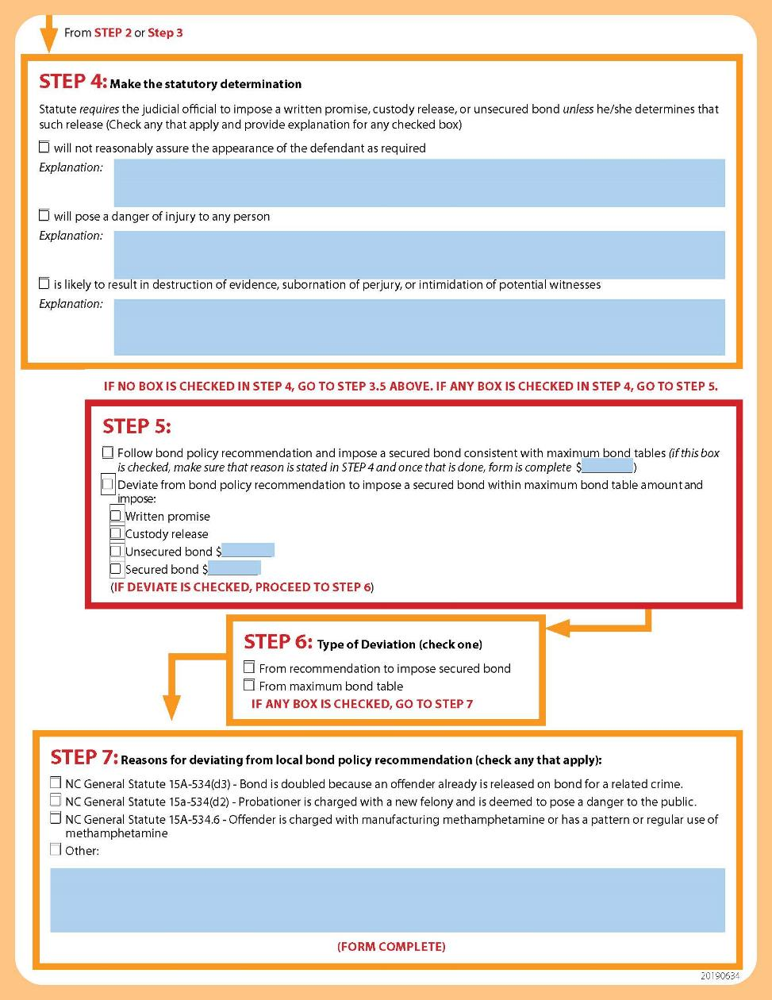 From STEP 2 or Step 3
STEP 4: Make the statutory determination
Statute requires the judicial official to impose a written promise, custody release, or unsecured bond unless he/she determines that
such release (Check any that apply and provide explanation for any checked box)
will not reasonably assure the appearance of the defendant as required
Explanation:
will pose a danger of injury to any person
Explanation:
is likely to result in destruction of evidence, subornation of perjury, or intimidation of potential witnesses
Explanation:
IF NO BOX IS CHECKED IN STEP 4, GO TO STEP 3.5 ABOVE. IF ANY BOX IS CHECKED IN STEP 4, GO TO STEP 5.
STEP 5:
Follow bond policy recommendation and impose a secured bond consistent with maximum bond tables (if this box
is checked, make sure that reason is stated in STEP 4 and once that is done, form is complete $ )
Deviate from bond policy recommendation to impose a secured bond within maximum bond table amount and
impose:
Written promise
Custody release
Unsecured bond $
Secured bond $
(IF DEVIATE IS CHECKED, PROCEED TO STEP 6)
STEP 6: Type of Deviation (check one)
From recommendation to impose secured bond
From maximum bond table
IF ANY BOX IS CHECKED, GO TO STEP 7
STEP 7: Reasons for deviating from local bond policy recommendation (check any that apply):
NC General Statute 15A-534(d3) - Bond is doubled because an offender already is released on bond for a related crime.
NC General Statute 15a-534(d2) - Probationer is charged with a new felony and is deemed to pose a danger to the public.
NC General Statute 15A-534.6 - Offender is charged with manufacturing methamphetamine or has a pattern or regular use of
methamphetamine
Other:
(FORM COMPLETE)
20190634